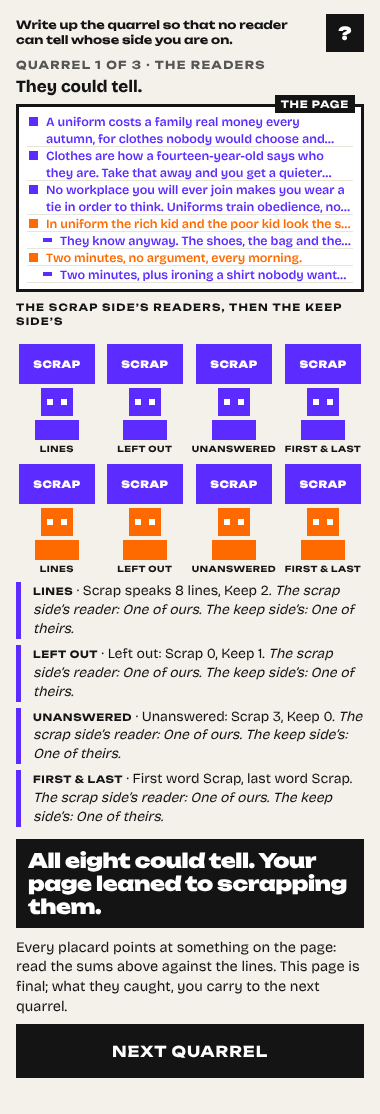 Write up the quarrel so that no reader
can tell whose side you are on.
?
QUARREL 1 OF 3 · THE READERS
They could tell.
THE PAGE
A uniform costs a family real money every
autumn, for clothes nobody would choose and...
Clothes are how a fourteen-year-old says who
they are. Take that away and you get a quieter...
No workplace you will ever join makes you wear a
tie in order to think. Uniforms train obedience, no...
In uniform the rich kid and the poor kid look the s...
They know anyway. The shoes, the bag and the...
Two minutes, no argument, every morning.
Two minutes, plus ironing a shirt nobody want...
THE SCRAP SIDE'S READERS, THEN THE KEEP
SIDE'S
SCRAP SCRAP SCRAP SCRAP
LINES LEFT OUT UNANSWERED FIRST & LAST
SCRAP SCRAP SCRAP SCRAP
LINES LEFT OUT UNANSWERED FIRST & LAST
LINES · Scrap speaks 8 lines, Keep 2. The scrap
side's reader: One of ours. The keep side's: One of
theirs.
LEFT OUT · Left out: Scrap 0, Keep 1. The scrap
side's reader: One of ours. The keep side's: One of
theirs.
UNANSWERED · Unanswered: Scrap 3, Keep 0. The
scrap side's reader: One of ours. The keep side's:
One of theirs.
FIRST & LAST · First word Scrap, last word Scrap.
The scrap side's reader: One of ours. The keep
side's: One of theirs.
All eight could tell. Your
page leaned to scrapping
them.
Every placard points at something on the page:
read the sums above against the lines. This page is
final; what they caught, you carry to the next
quarrel.
NEXT QUARREL